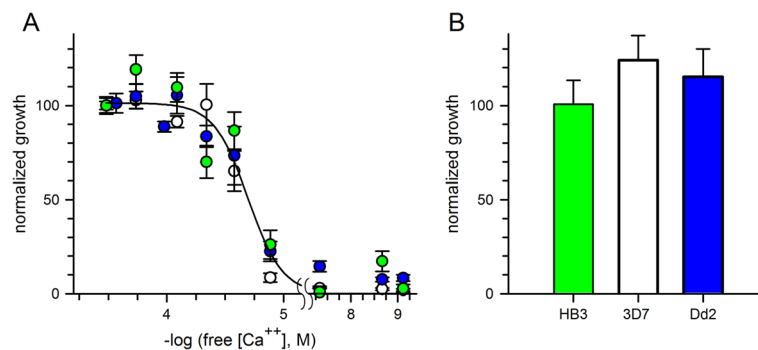 A
normalized growth
100
50
0
4
5
8
9
-log (free [Ca++], M)
B
normalized growth
100
50
0
HB3
3D7
Dd2